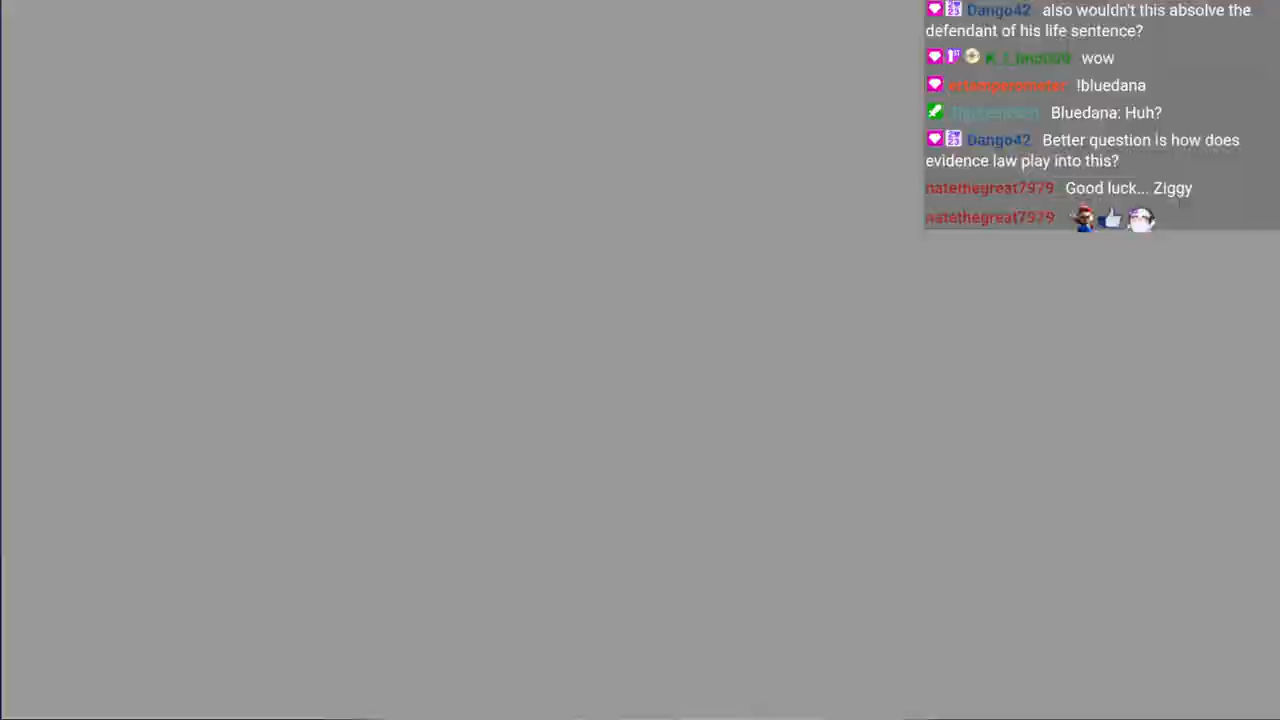 Dango42 also wouldn't this absolve the
defendant of his life sentence?
wow
!bluedana
Bluedana: Huh?
Dango42 Better question is how does
evidence law play into this?
natethegreat7979 Good luck... Ziggy
natethegreat7979